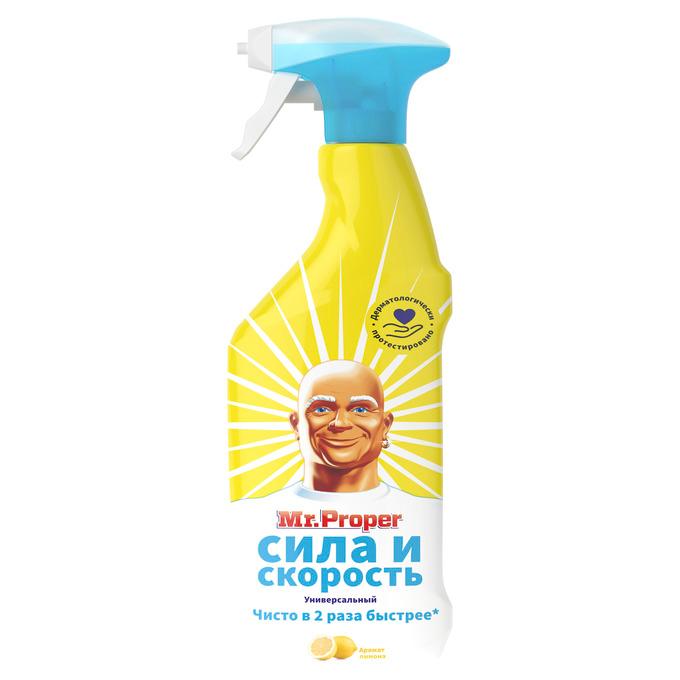 Дерматологически
протестировано
Mr. Proper
сила и
скорость
Универсальный
Чисто в 2 раза быстрее*
Аромат
лимона